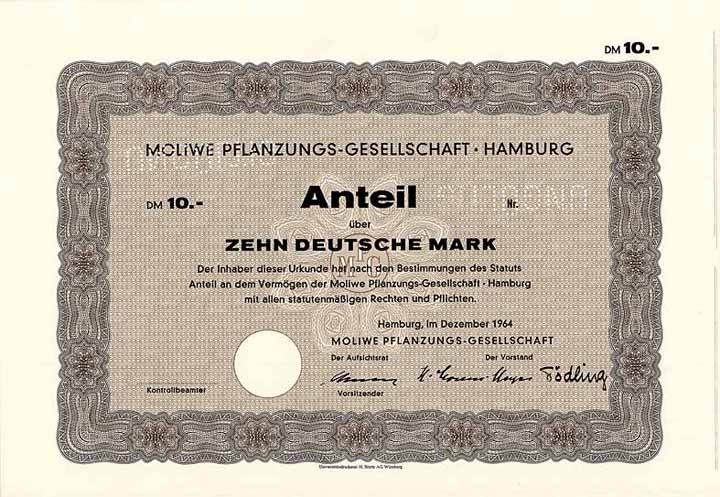 DM 10.-
MOLIWE PFLANZUNGS-GESELLSCHAFT · HAMBURG
DM 10.- Anteil Nr.
über
ZEHN DEUTSCHE MARK
Der Inhaber dieser Urkunde hat nach den Bestimmungen des Statuts
Anteil an dem Vermögen der Moliwe Pflanzungs-Gesellschaft · Hamburg
mit allen statutenmäßigen Rechten und Pflichten.
Hamburg, im Dezember 1964
MOLIWE PFLANZUNGS-GESELLSCHAFT
Der Aufsichtsrat Der Vorstand
Födling
Kontrollbeamter Vorsitzender